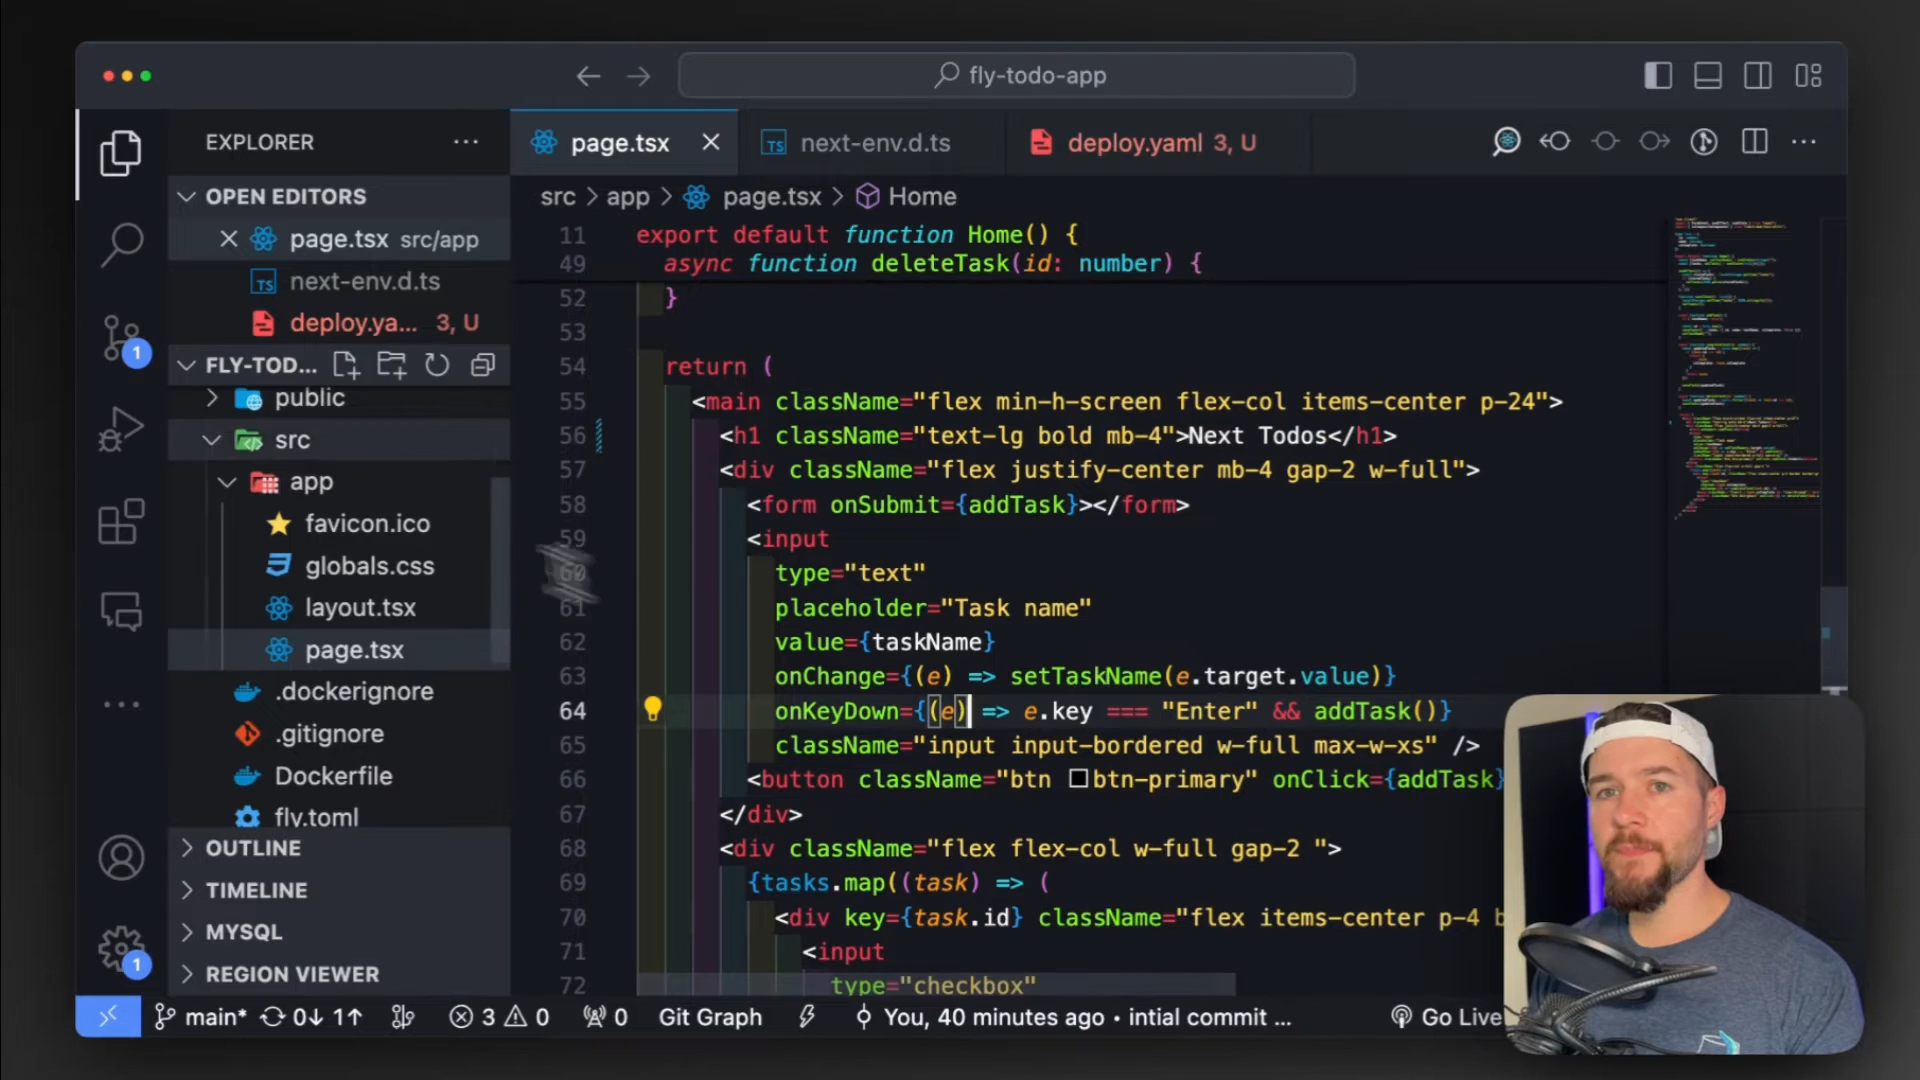 fly-todo-app
EXPLORER
page.tsx
next-env.d.ts
deploy.yaml 3, U
OPEN EDITORS
page.tsx src/app
next-env.d.ts
deploy.ya... 3, U
FLY-TOD...
public
src
app
favicon.ico
globals.css
layout.tsx
page.tsx
.dockerignore
.gitignore
Dockerfile
fly.toml
OUTLINE
TIMELINE
MYSQL
REGION VIEWER
src > app > page.tsx > Home
11 export default function Home() {
49 async function deleteTask(id: number) {
52 }
53
54 return (
55 <main className="flex min-h-screen flex-col items-center p-24">
56 <h1 className="text-lg bold mb-4">Next Todos</h1>
57 <div className="flex justify-center mb-4 gap-2 w-full">
58 <form onSubmit={addTask}></form>
59 <input
60 type="text"
61 placeholder="Task name"
62 value={taskName}
63 onChange={(e) => setTaskName(e.target.value)}
64 onKeyDown={(e) => e.key === "Enter" && addTask()}
65 className="input input-bordered w-full max-w-xs" />
66 <button className="btn btn-primary" onClick={addTask}
67 </div>
68 <div className="flex flex-col w-full gap-2 ">
69 {tasks.map((task) => (
70 <div key={task.id} className="flex items-center p-4 b
71 <input
72 type="checkbox"
1
1
main* 0↓ 1↑ 3 0 0 Git Graph You, 40 minutes ago • intial commit ... Go Live